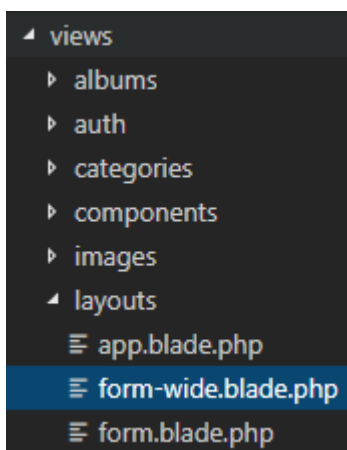 views
albums
auth
categories
components
images
layouts
app.blade.php
form-wide.blade.php
form.blade.php